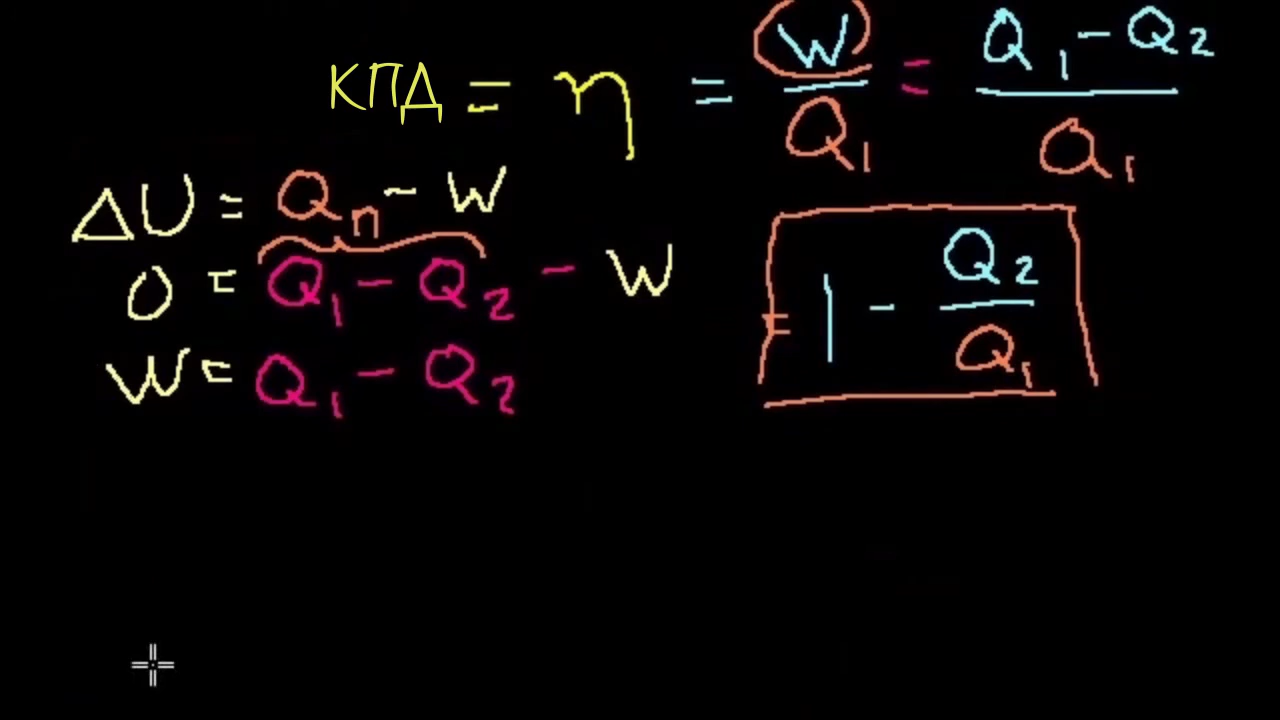 КПД = η = W/Q₁ = (Q₁ - Q₂)/Q₁
ΔU = Qₙ - W
0 = Q₁ - Q₂ - W
= 1 - Q₂/Q₁
W = Q₁ - Q₂